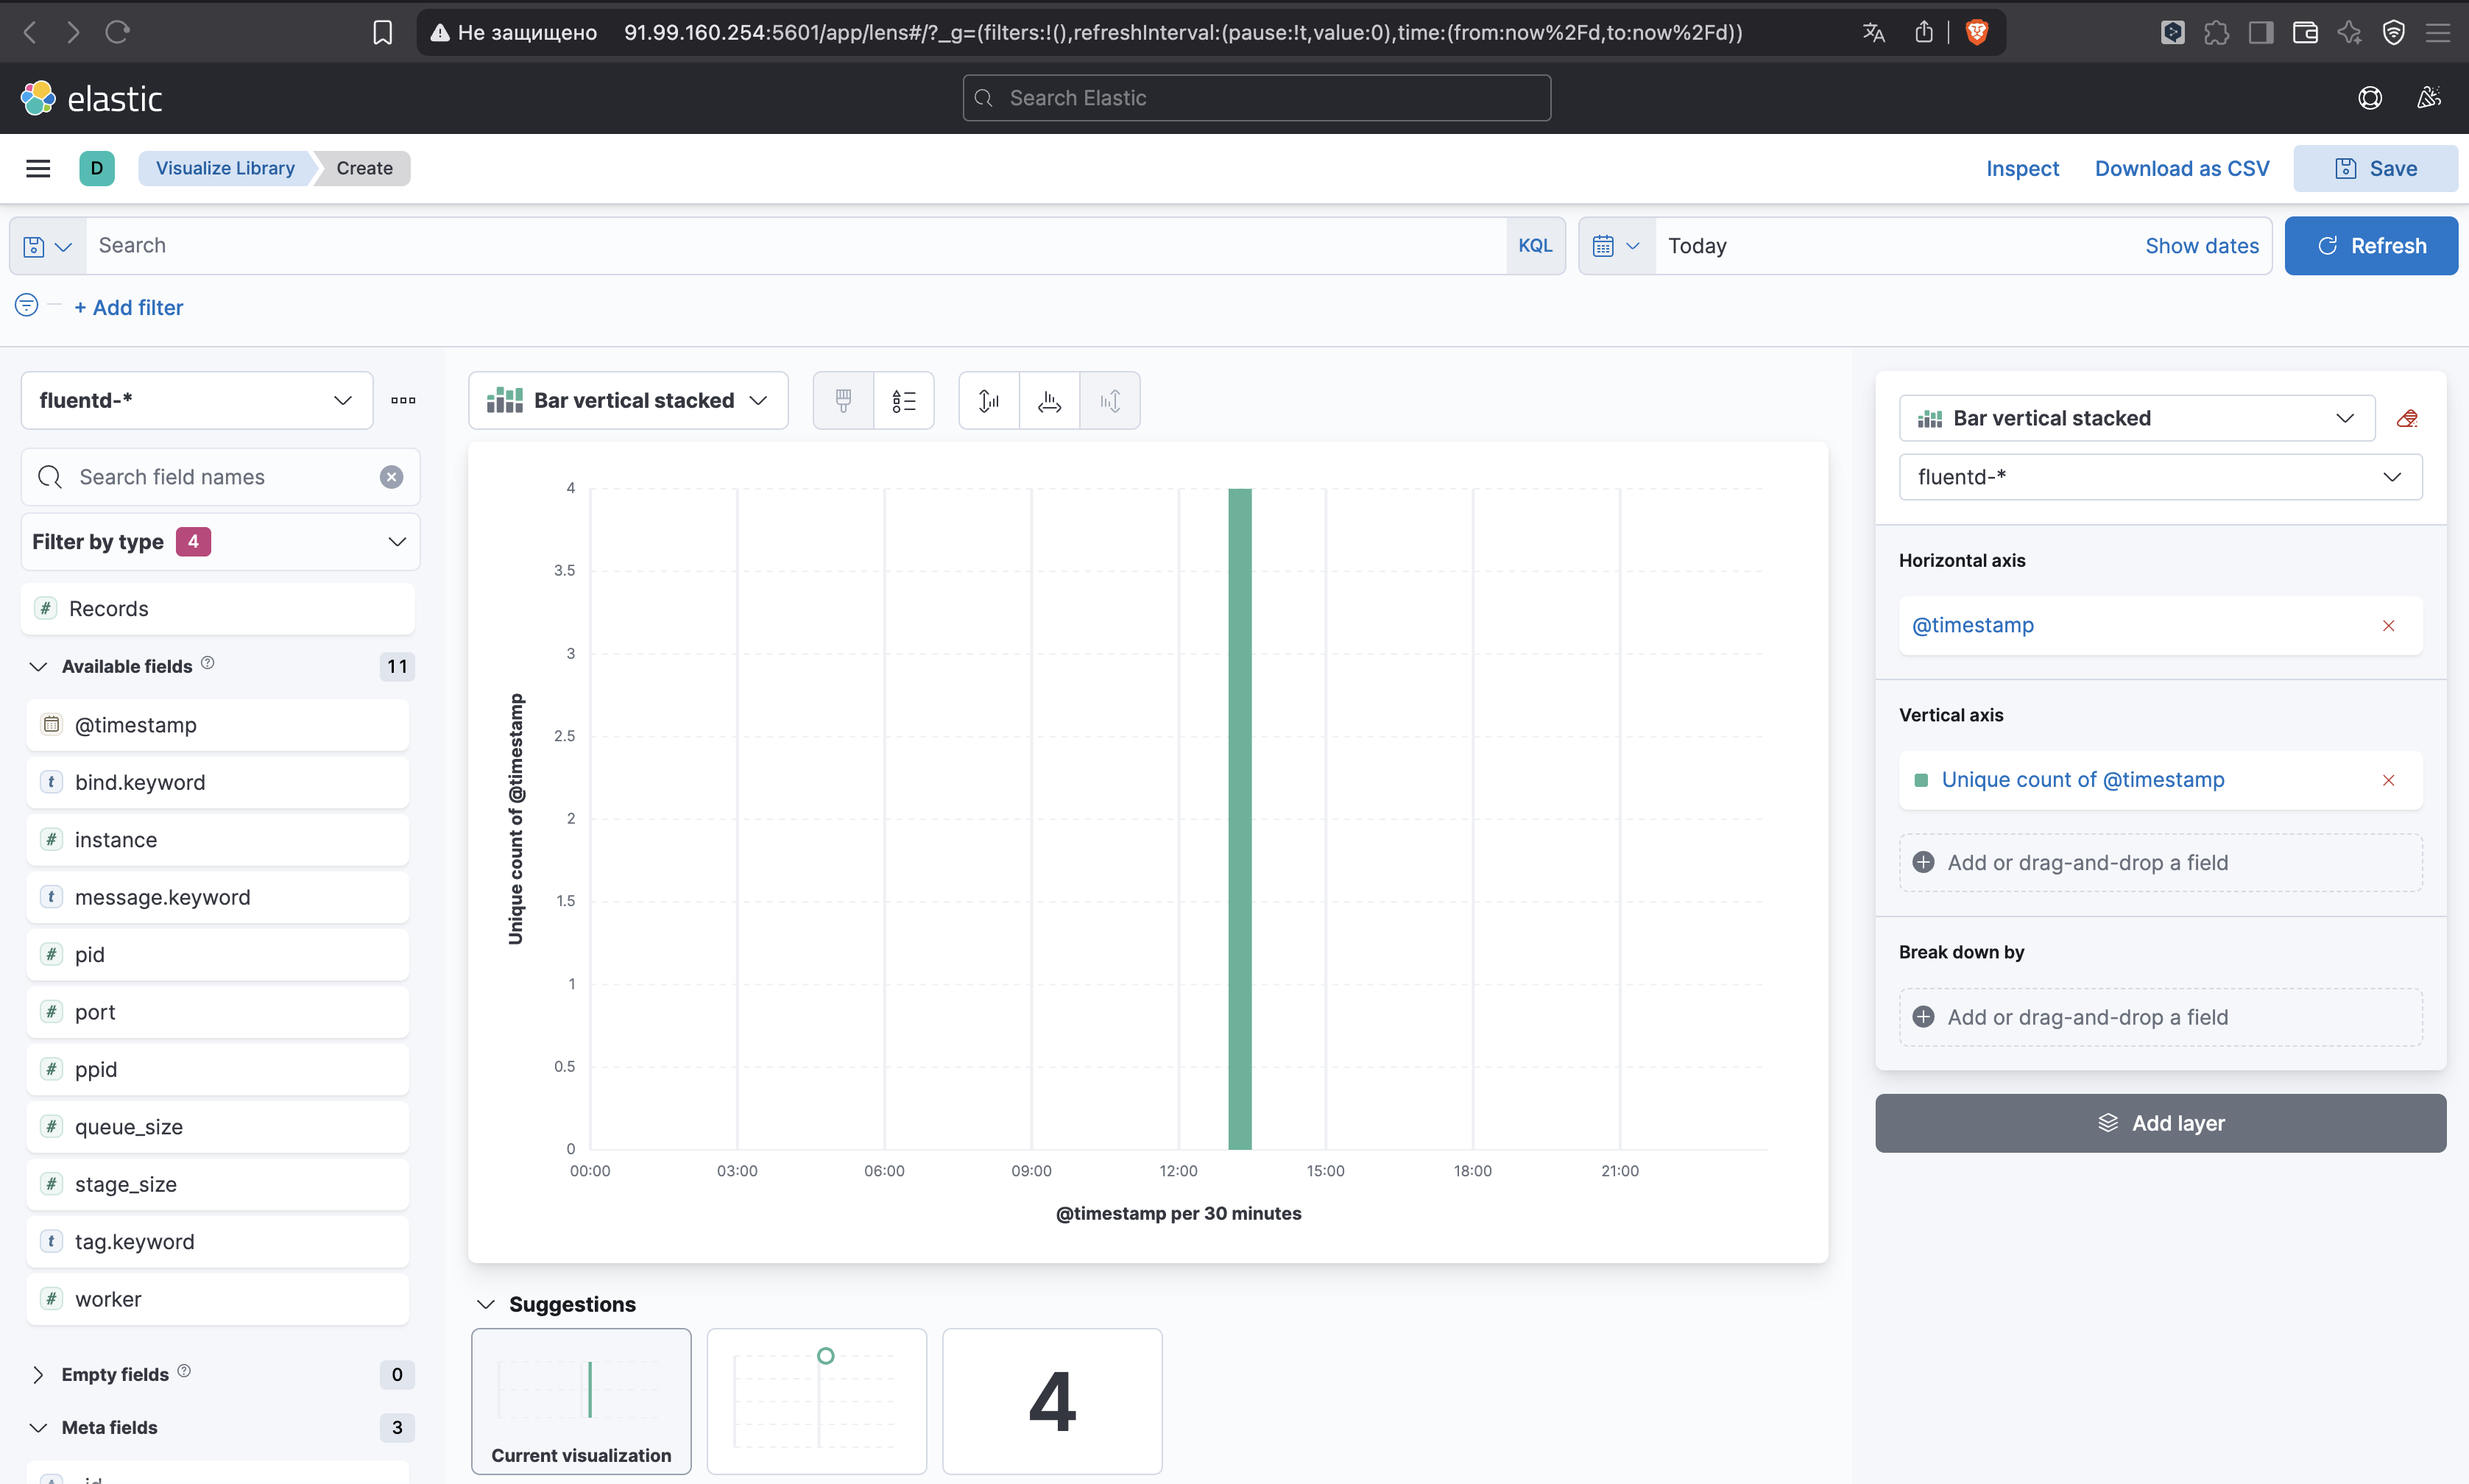 Не защищено 91.99.160.254:5601/app/lens#/?_g=(filters:!(),refreshInterval:(pause:!t,value:0),time:(from:now%2Fd,to:now%2Fd))
elastic
Search Elastic
D
Visualize Library
Create
Inspect
Download as CSV
Save
Search
KQL
Today
Show dates
Refresh
+ Add filter
fluentd-*
Search field names
Filter by type 4
# Records
Available fields ? 11
@timestamp
t bind.keyword
# instance
t message.keyword
# pid
# port
# ppid
# queue_size
# stage_size
t tag.keyword
# worker
Empty fields ? 0
Meta fields 3
Bar vertical stacked
4
3.5
3
2.5
2
1.5
1
0.5
0
Unique count of @timestamp
00:00 03:00 06:00 09:00 12:00 15:00 18:00 21:00
@timestamp per 30 minutes
Suggestions
Current visualization
4
Bar vertical stacked
fluentd-*
Horizontal axis
@timestamp
Vertical axis
Unique count of @timestamp
Add or drag-and-drop a field
Break down by
Add or drag-and-drop a field
Add layer